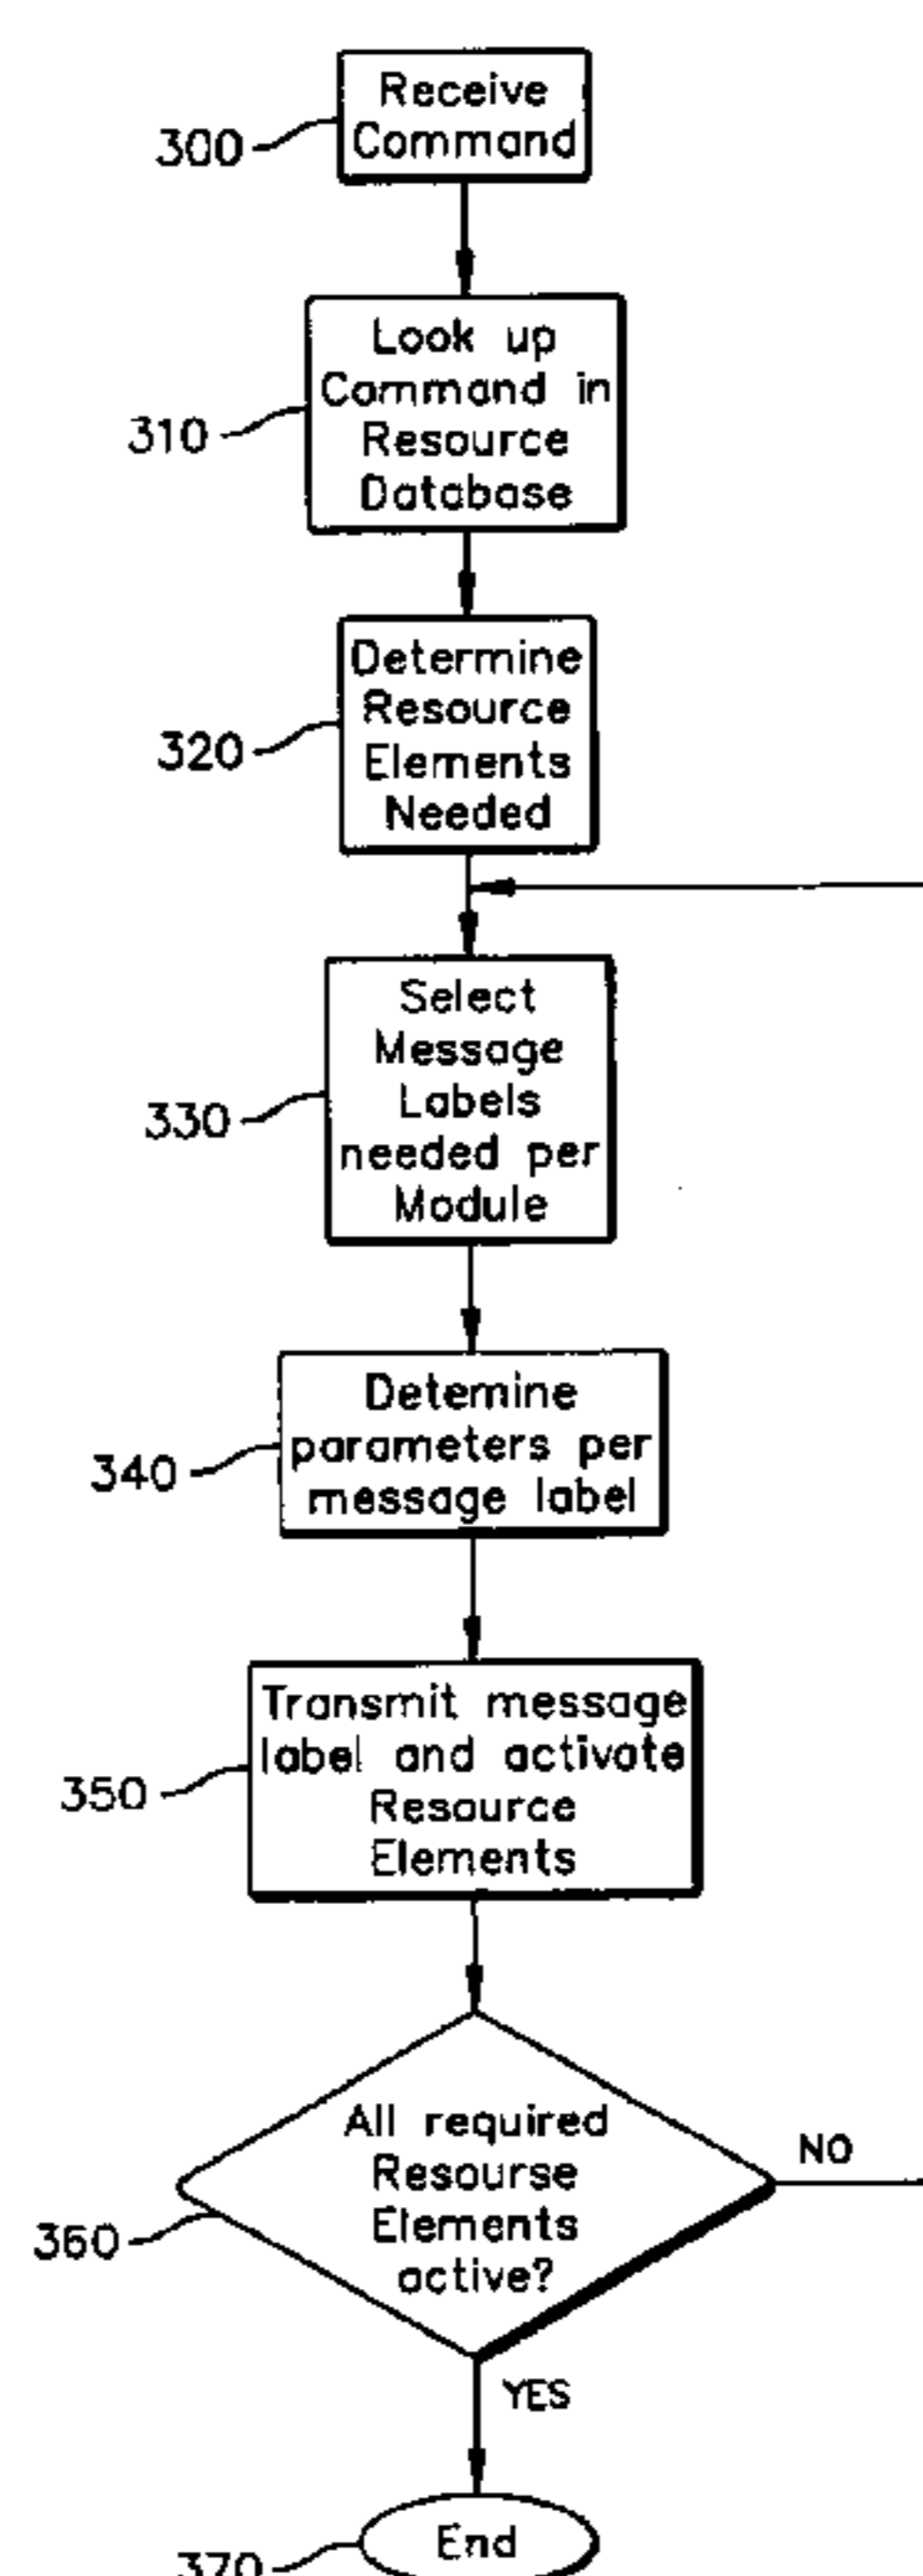 Receive
Command
300
Look up
Command in
Resource
Database
310
Determine
Resource
Elements
Needed
320
Select
Message
Labels
needed per
Module
330
Detemine
parameters per
message label
340
Transmit message
label and activate
Resource
Elements
350
All required
Resourse
Elements
active?
360
NO
YES
End
370